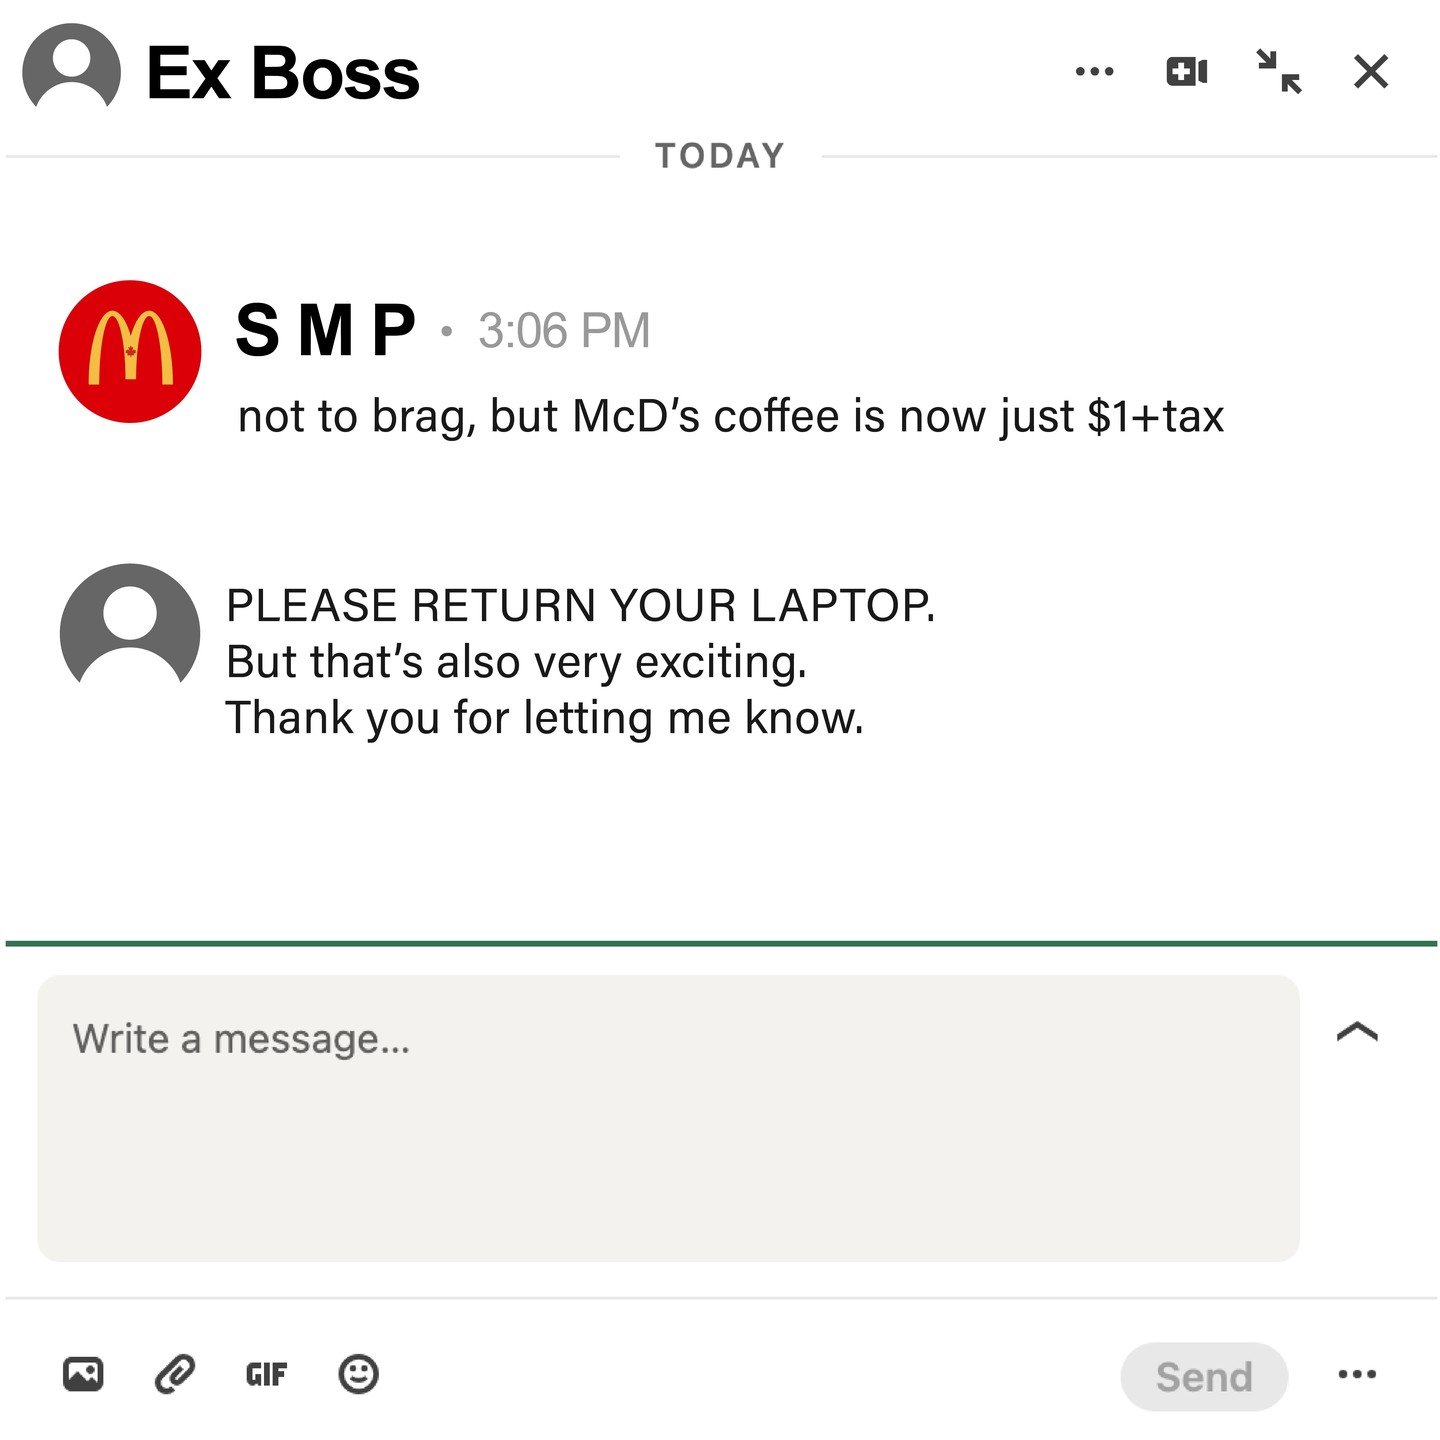 Ex Boss
TODAY
S M P • 3:06 PM
not to brag, but McD’s coffee is now just $1+tax
PLEASE RETURN YOUR LAPTOP.
But that’s also very exciting.
Thank you for letting me know.
Write a message...
GIF
Send